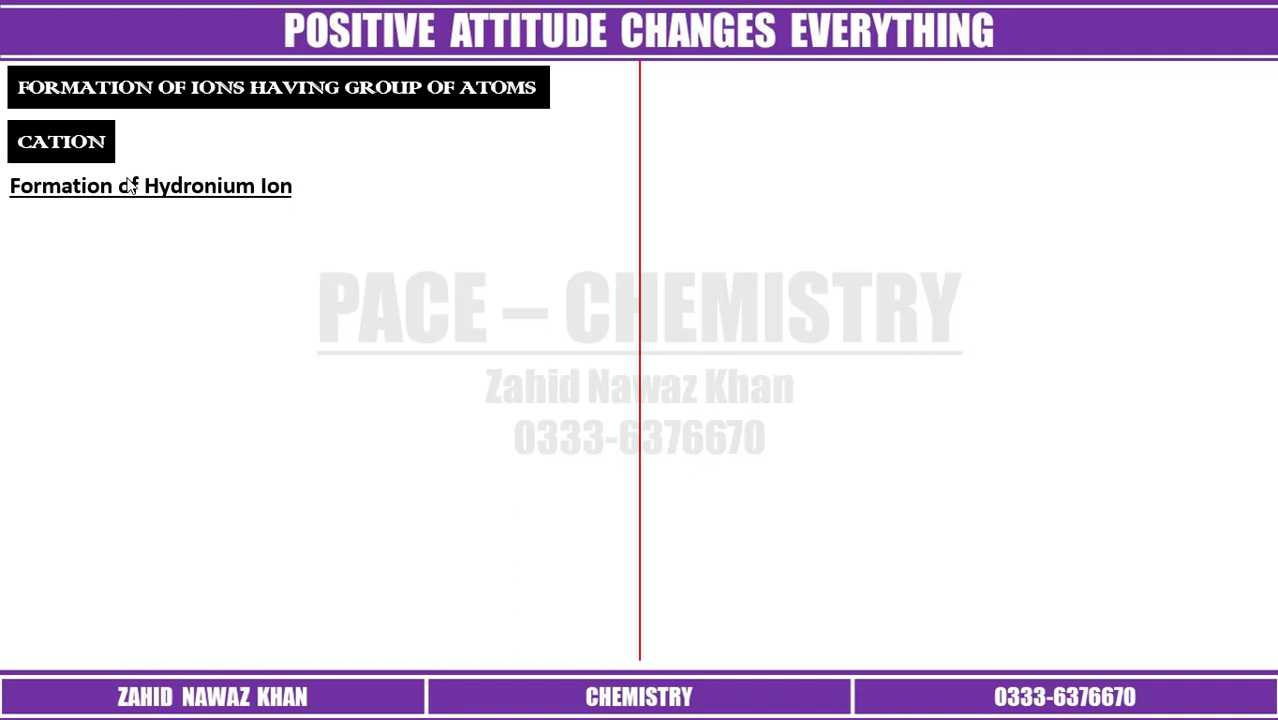 POSITIVE ATTITUDE CHANGES EVERYTHING
FORMATION OF IONS HAVING GROUP OF ATOMS
CATION
Formation of Hydronium Ion
PACE – CHEMISTRY
Zahid Nawaz Khan
0333-6376670
ZAHID NAWAZ KHAN
CHEMISTRY
0333-6376670